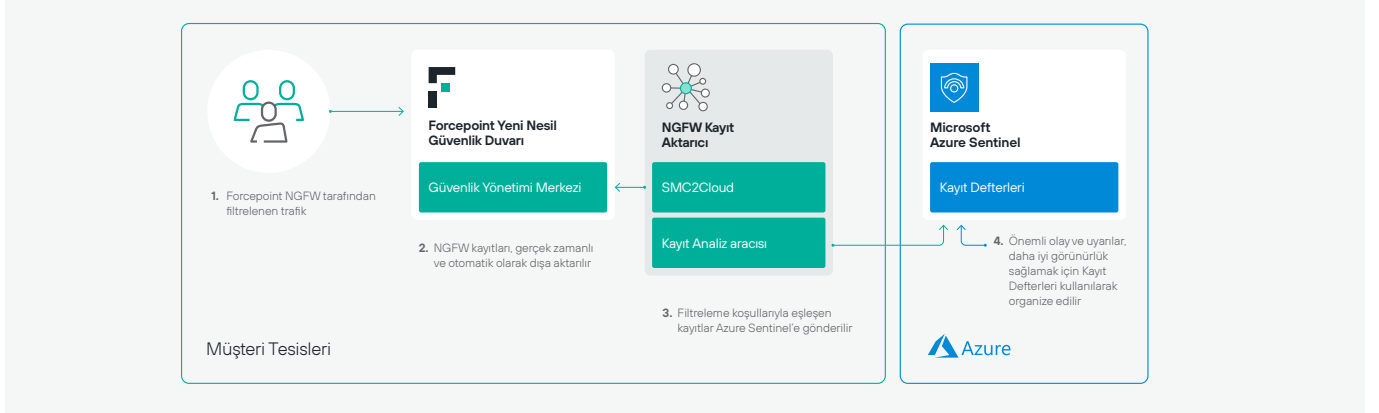 Forcepoint Yeni Nesil
Güvenlik Duvarı
Güvenlik Yönetimi Merkezi
NGFW Kayıt
Aktarıcı
SMC2Cloud
Kayıt Analiz aracısı
Microsoft
Azure Sentinel
Kayıt Defterleri
1. Forcepoint NGFW tarafından
filtrelenen trafik
2. NGFW kayıtları, gerçek zamanlı
ve otomatik olarak dışa aktarılır
3. Filtreleme koşullarıyla eşleşen
kayıtlar Azure Sentinel'e gönderilir
4. Önemli olay ve uyarılar,
daha iyi görünürlük
sağlamak için Kayıt
Defterleri kullanılarak
organize edilir
Müşteri Tesisleri
Azure